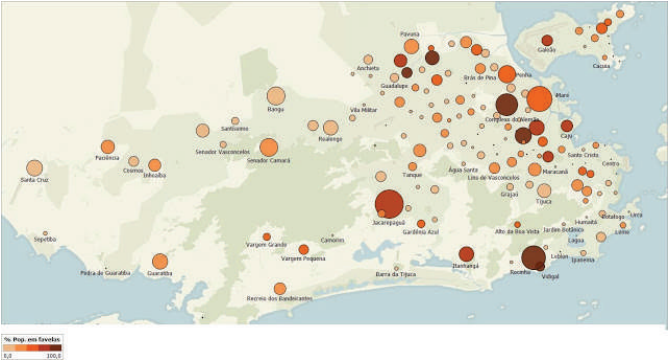 Pavuna
Galeão
Anchieta
Cacuia
Brás de Pina
Penha
Guadalupe
Bangu
Maré
Vila Militar
Complexo do Alemão
Santíssimo
Realengo
Caju
Paciência
Senador Vasconcelos
Santo Cristo
Cosmos
Inhoaíba
Senador Camará
Centro
Água Santa
Tanque
Lins de Vasconcelos
Maracanã
Santa Cruz
Grajaú
Tijuca
Jacarepaguá
Botafogo
Urca
Humaitá
Gardênia Azul
Alto da Boa Vista
Jardim Botânico
Leme
Sepetiba
Vargem Grande
Camorim
Lagoa
Vargem Pequena
Leblon
Ipanema
Guaratiba
Itanhangá
Pedra de Guaratiba
Barra da Tijuca
Rocinha
Vidigal
Recreio dos Bandeirantes
% Pop. em favelas
0,0 100,0